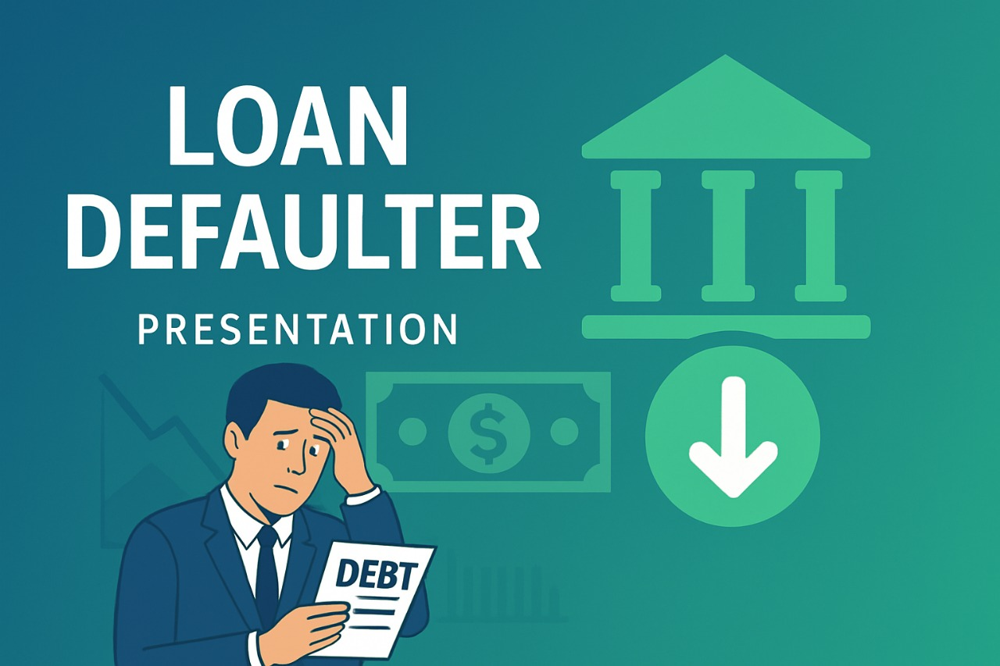 LOAN
DEFAULTER
PRESENTATION
$
DEBT